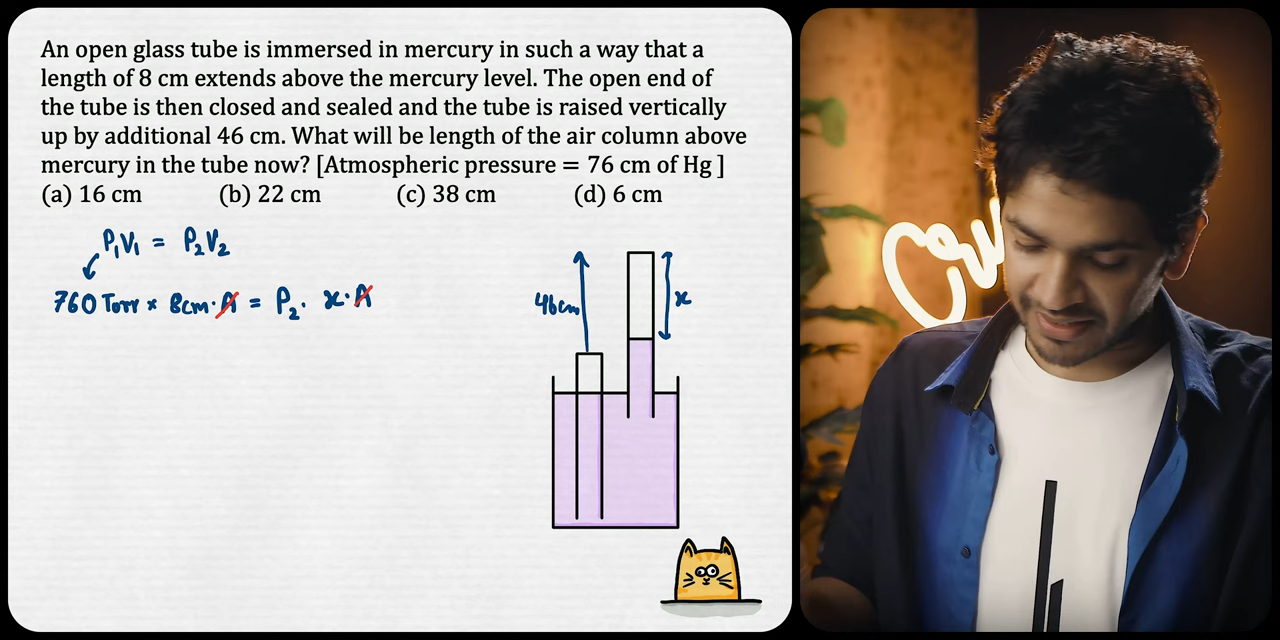 An open glass tube is immersed in mercury in such a way that a
length of 8 cm extends above the mercury level. The open end of
the tube is then closed and sealed and the tube is raised vertically
up by additional 46 cm. What will be length of the air column above
mercury in the tube now? [Atmospheric pressure = 76 cm of Hg ]
(a) 16 cm (b) 22 cm (c) 38 cm (d) 6 cm
P₁V₁ = P₂V₂
760 Torr × 8cm·A = P₂· x·A
46cm
x